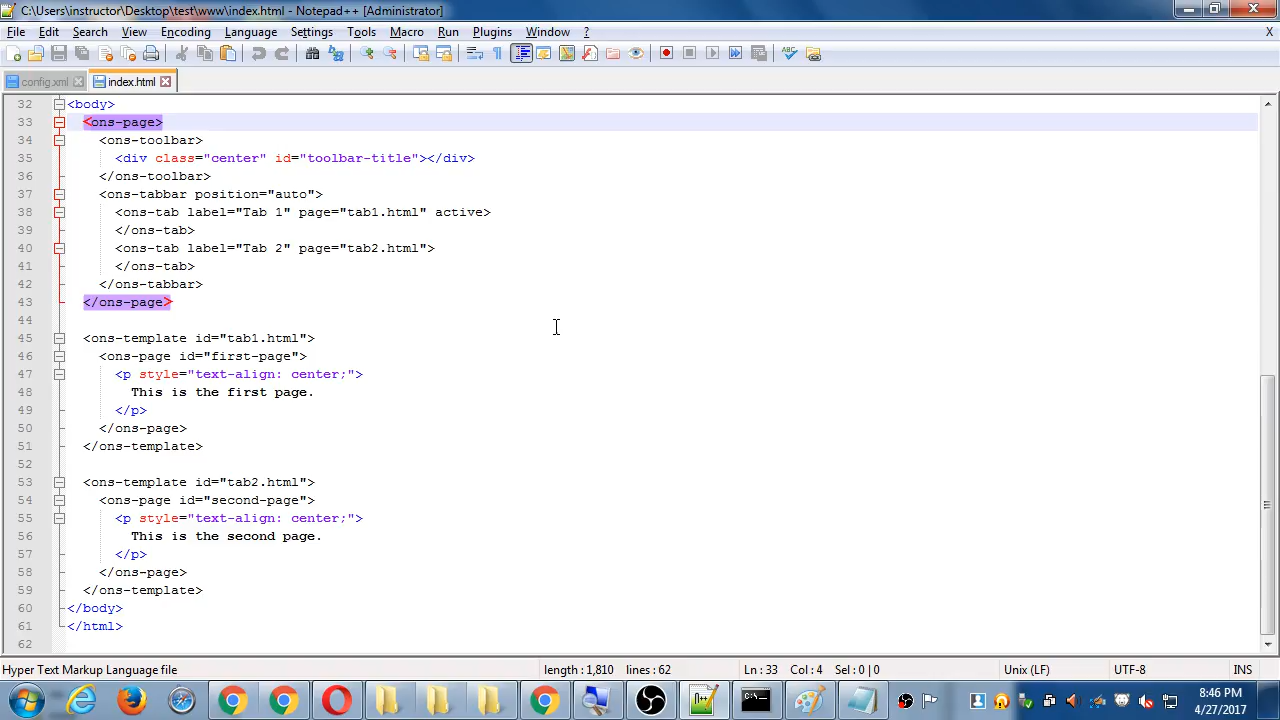 C:\Users\instructor\Desktop\test\www\index.html - Notepad++ [Administrator]
File Edit Search View Encoding Language Settings Tools Macro Run Plugins Window ? X
config.xml index.html
32 <body>
33 <ons-page>
34 <ons-toolbar>
35 <div class="center" id="toolbar-title"></div>
36 </ons-toolbar>
37 <ons-tabbar position="auto">
38 <ons-tab label="Tab 1" page="tab1.html" active>
39 </ons-tab>
40 <ons-tab label="Tab 2" page="tab2.html">
41 </ons-tab>
42 </ons-tabbar>
43 </ons-page>
44
45 <ons-template id="tab1.html">
46 <ons-page id="first-page">
47 <p style="text-align: center;">
48 This is the first page.
49 </p>
50 </ons-page>
51 </ons-template>
52
53 <ons-template id="tab2.html">
54 <ons-page id="second-page">
55 <p style="text-align: center;">
56 This is the second page.
57 </p>
58 </ons-page>
59 </ons-template>
60 </body>
61 </html>
62
Hyper Text Markup Language file length : 1,810 lines : 62 Ln : 33 Col : 4 Sel : 0 | 0 Unix (LF) UTF-8 INS
8:46 PM
4/27/2017